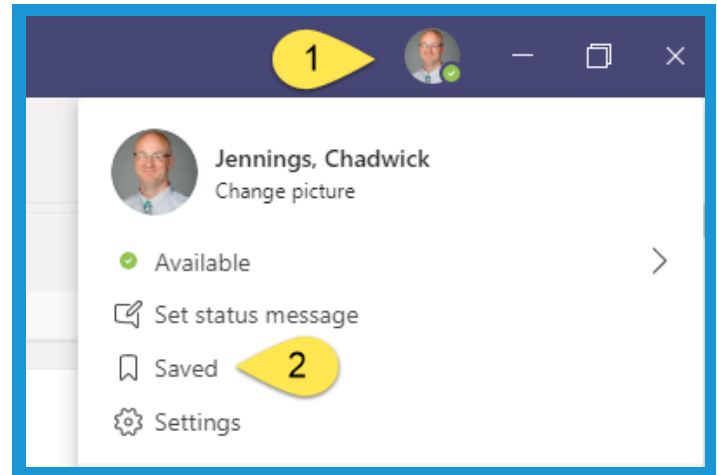 1
Jennings, Chadwick
Change picture
Available
Set status message
Saved
2
Settings